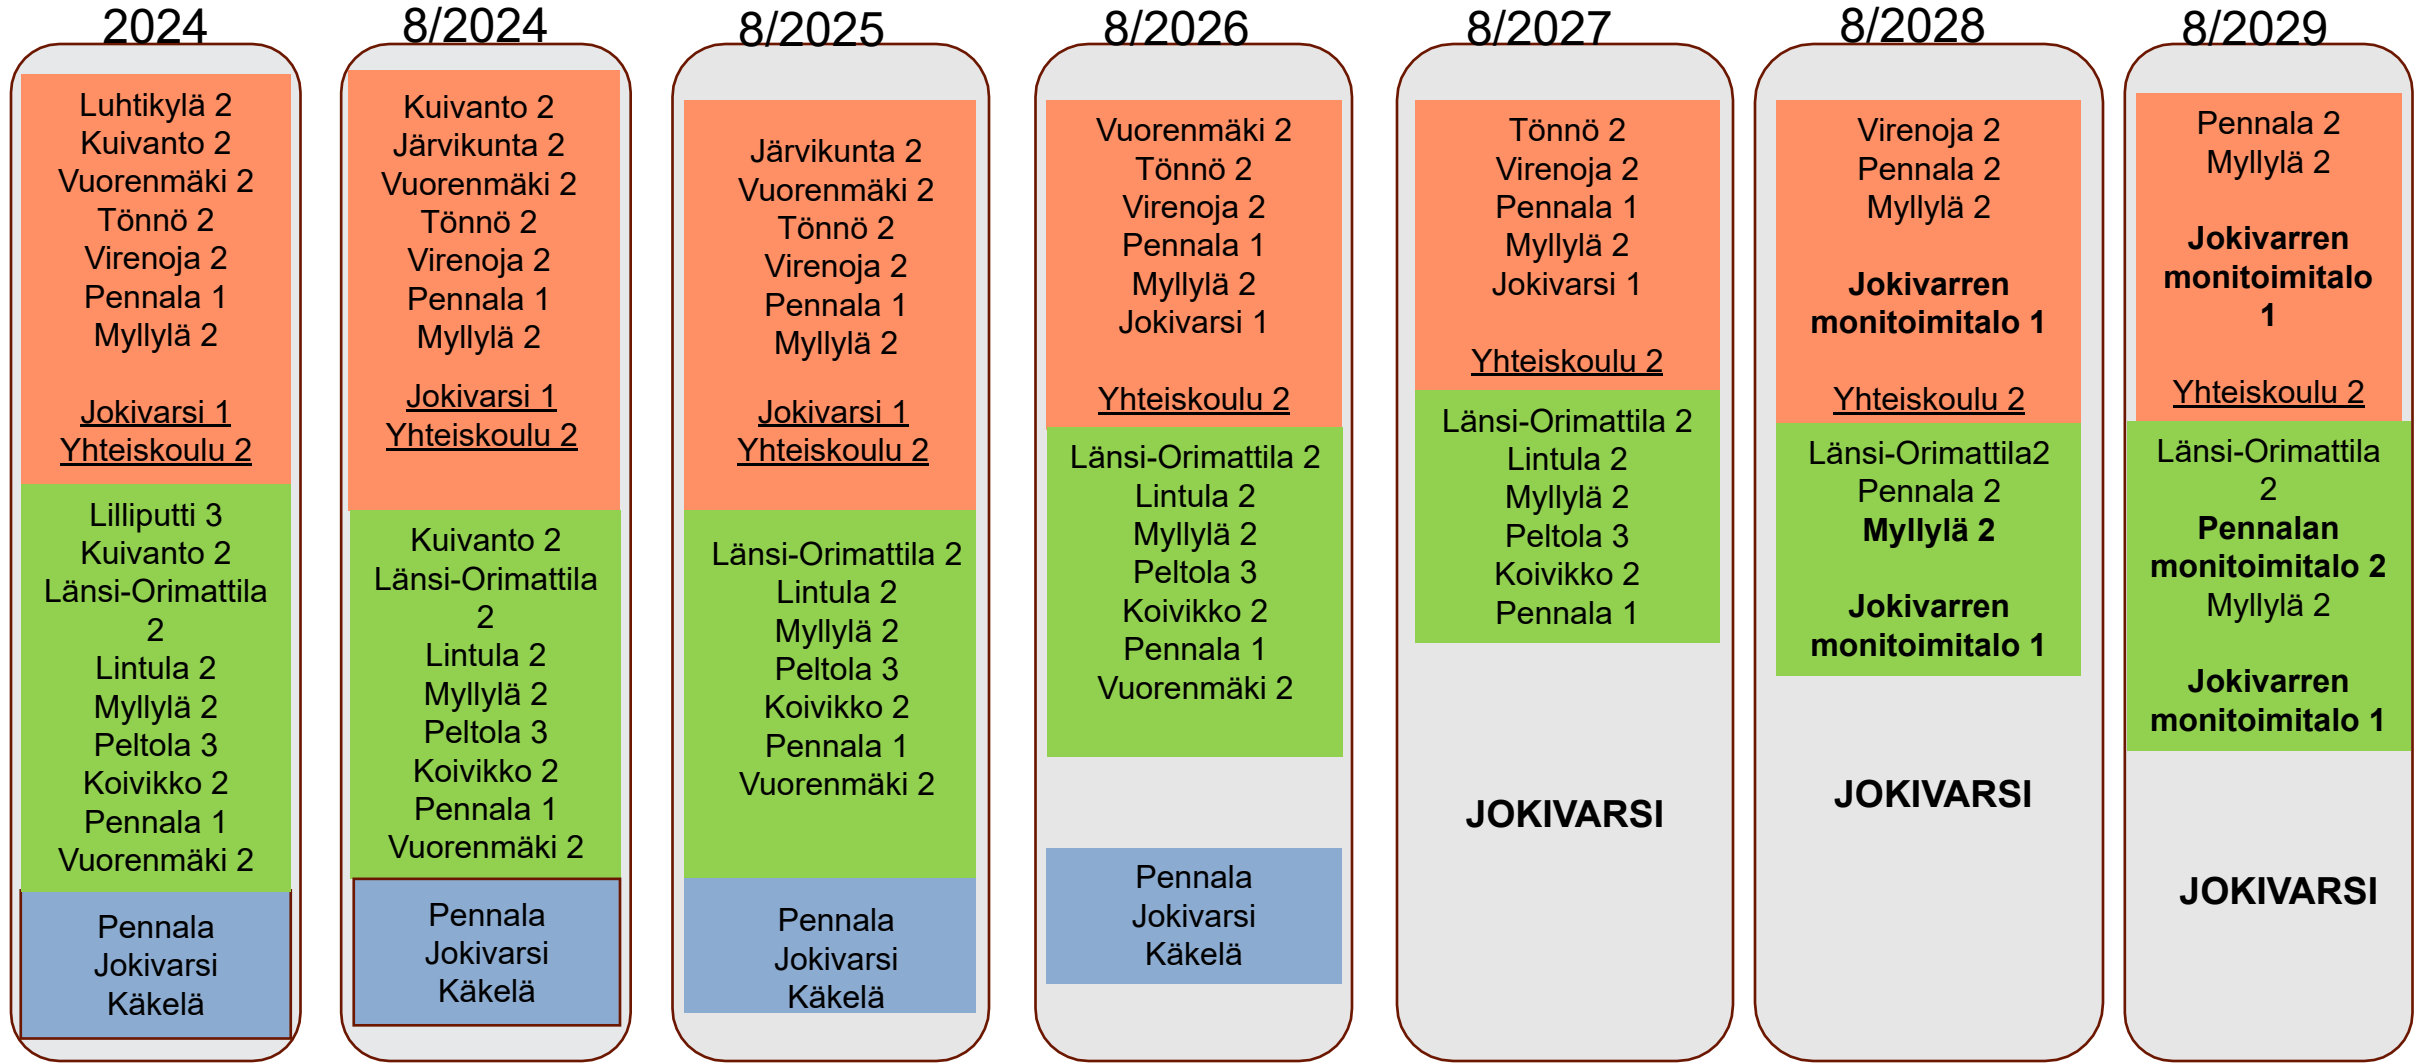 2024
Luhtikylä 2
Kuivanto 2
Vuorenmäki 2
Tönnö 2
Virenoja 2
Pennala 1
Myllylä 2
Jokivarsi 1
Yhteiskoulu 2
Lilliputti 3
Kuivanto 2
Länsi-Orimattila
2
Lintula 2
Myllylä 2
Peltola 3
Koivikko 2
Pennala 1
Vuorenmäki 2
Pennala
Jokivarsi
Käkelä
8/2024
Kuivanto 2
Järvikunta 2
Vuorenmäki 2
Tönnö 2
Virenoja 2
Pennala 1
Myllylä 2
Jokivarsi 1
Yhteiskoulu 2
Kuivanto 2
Länsi-Orimattila
2
Lintula 2
Myllylä 2
Peltola 3
Koivikko 2
Pennala 1
Vuorenmäki 2
Pennala
Jokivarsi
Käkelä
8/2025
Järvikunta 2
Vuorenmäki 2
Tönnö 2
Virenoja 2
Pennala 1
Myllylä 2
Jokivarsi 1
Yhteiskoulu 2
Länsi-Orimattila 2
Lintula 2
Myllylä 2
Peltola 3
Koivikko 2
Pennala 1
Vuorenmäki 2
Pennala
Jokivarsi
Käkelä
8/2026
Vuorenmäki 2
Tönnö 2
Virenoja 2
Pennala 1
Myllylä 2
Jokivarsi 1
Yhteiskoulu 2
Länsi-Orimattila 2
Lintula 2
Myllylä 2
Peltola 3
Koivikko 2
Pennala 1
Vuorenmäki 2
Pennala
Jokivarsi
Käkelä
8/2027
Tönnö 2
Virenoja 2
Pennala 1
Myllylä 2
Jokivarsi 1
Yhteiskoulu 2
Länsi-Orimattila 2
Lintula 2
Myllylä 2
Peltola 3
Koivikko 2
Pennala 1
JOKIVARSI
8/2028
Virenoja 2
Pennala 2
Myllylä 2
Jokivarren
monitoimitalo 1
Yhteiskoulu 2
Länsi-Orimattila2
Pennala 2
Myllylä 2
Jokivarren
monitoimitalo 1
JOKIVARSI
8/2029
Pennala 2
Myllylä 2
Jokivarren
monitoimitalo
1
Yhteiskoulu 2
Länsi-Orimattila
2
Pennalan
monitoimitalo 2
Myllylä 2
Jokivarren
monitoimitalo 1
JOKIVARSI